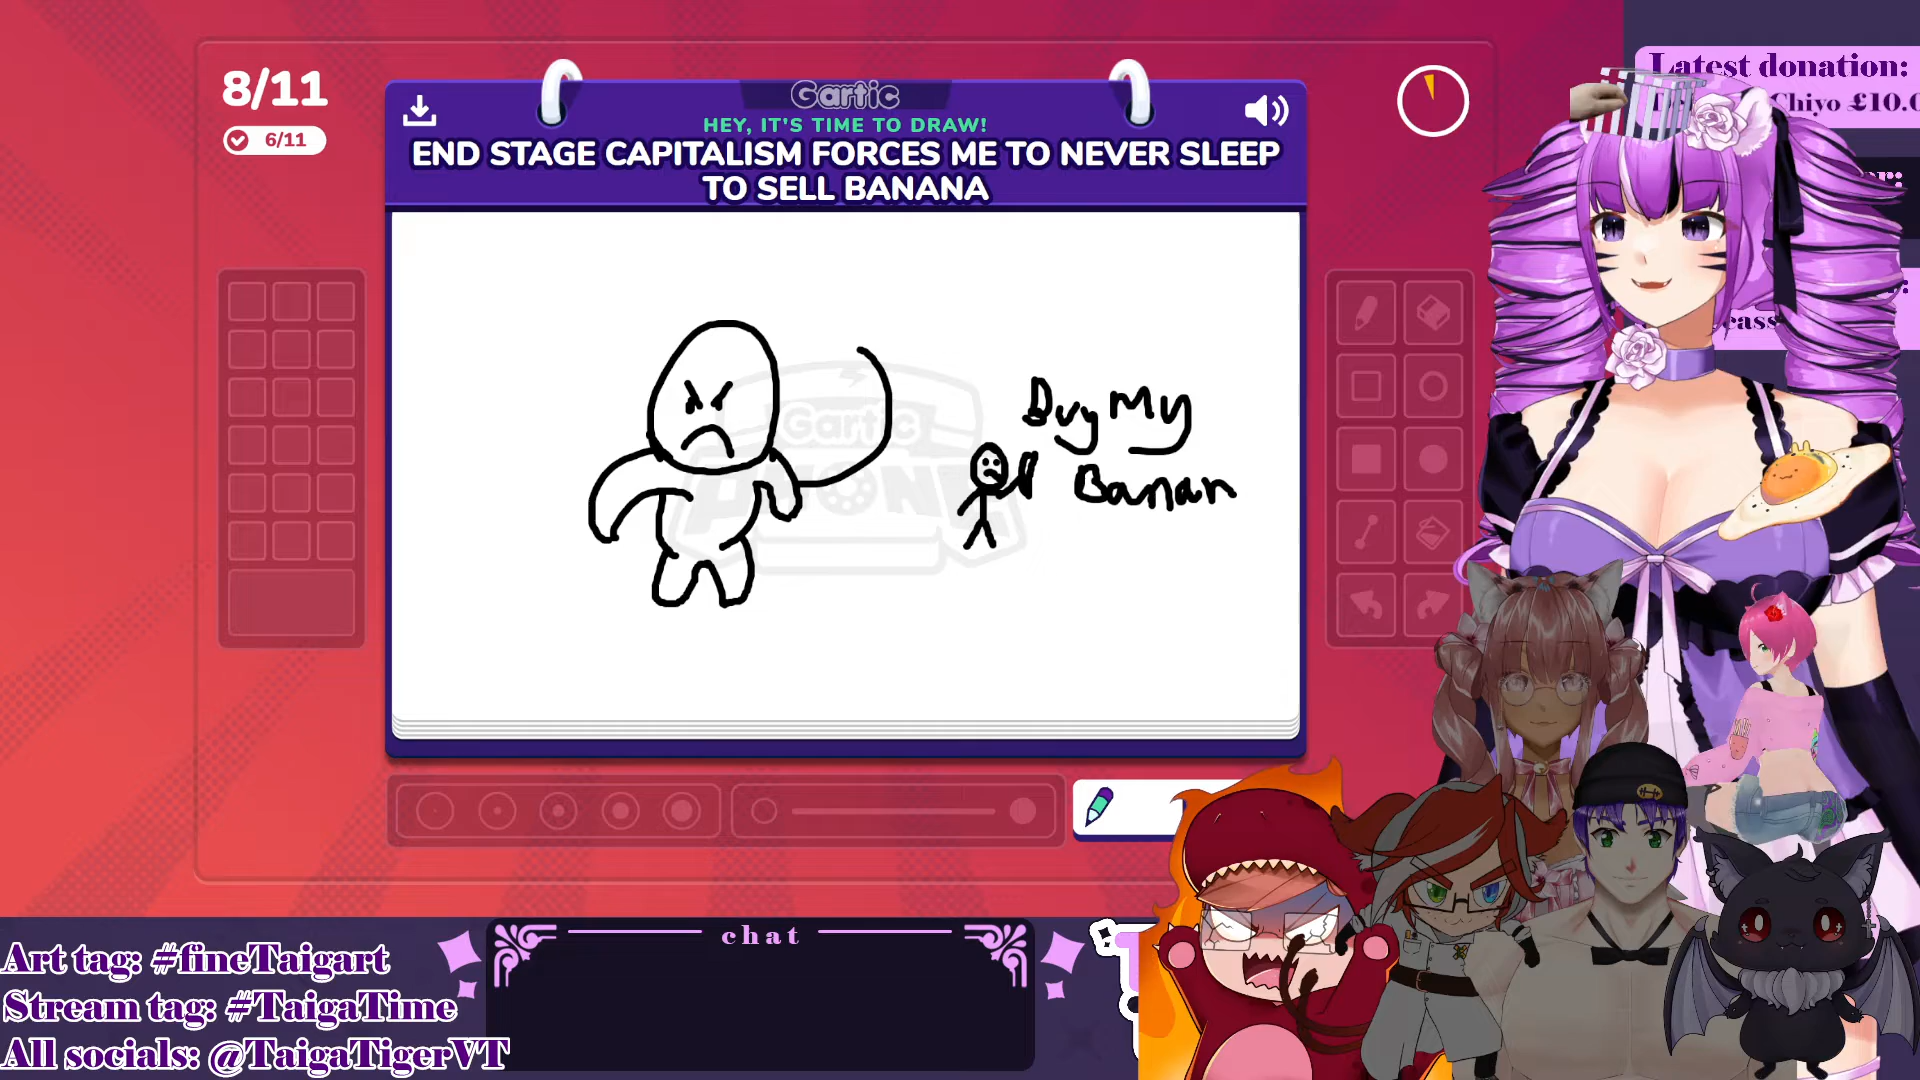 8/11
6/11
Gartic
HEY, IT'S TIME TO DRAW!
END STAGE CAPITALISM FORCES ME TO NEVER SLEEP
TO SELL BANANA
Gartic
Buy My
Banan
Latest donation:
Chiyo £10.0
cass
chat
Art tag: #fineTaigart
Stream tag: #TaigaTime
All socials: @TaigaTigerVT